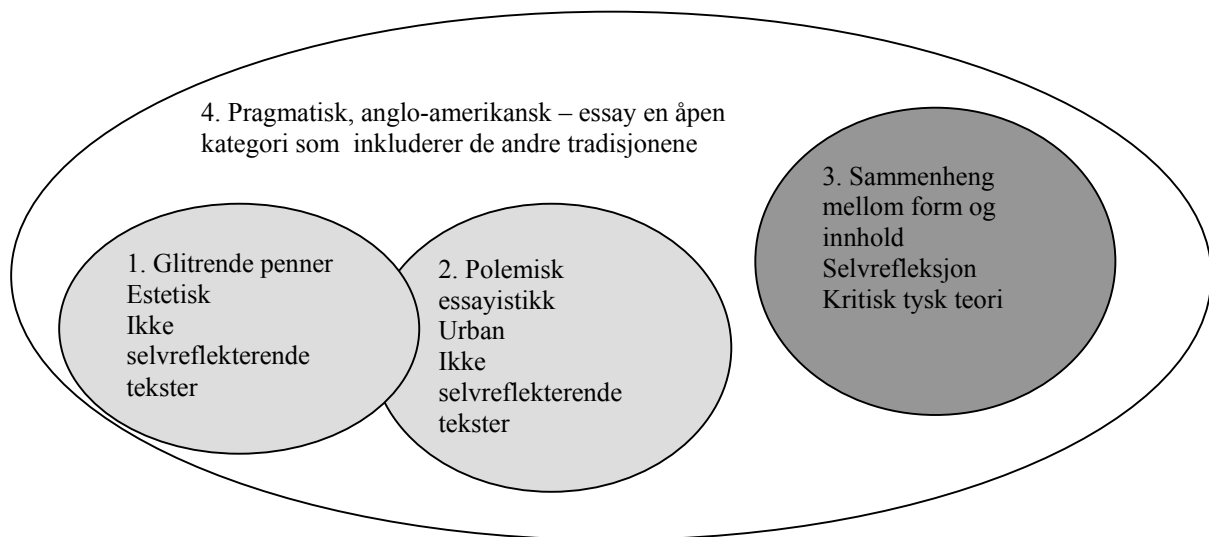 4. Pragmatisk, anglo-amerikansk – essay en åpen
kategori som  inkluderer de andre tradisjonene
1. Glitrende penner
Estetisk
Ikke
selvreflekterende
tekster
2. Polemisk
essayistikk
Urban
Ikke
selvreflekterende
tekster
3. Sammenheng
mellom form og
innhold
Selvrefleksjon
Kritisk tysk teori